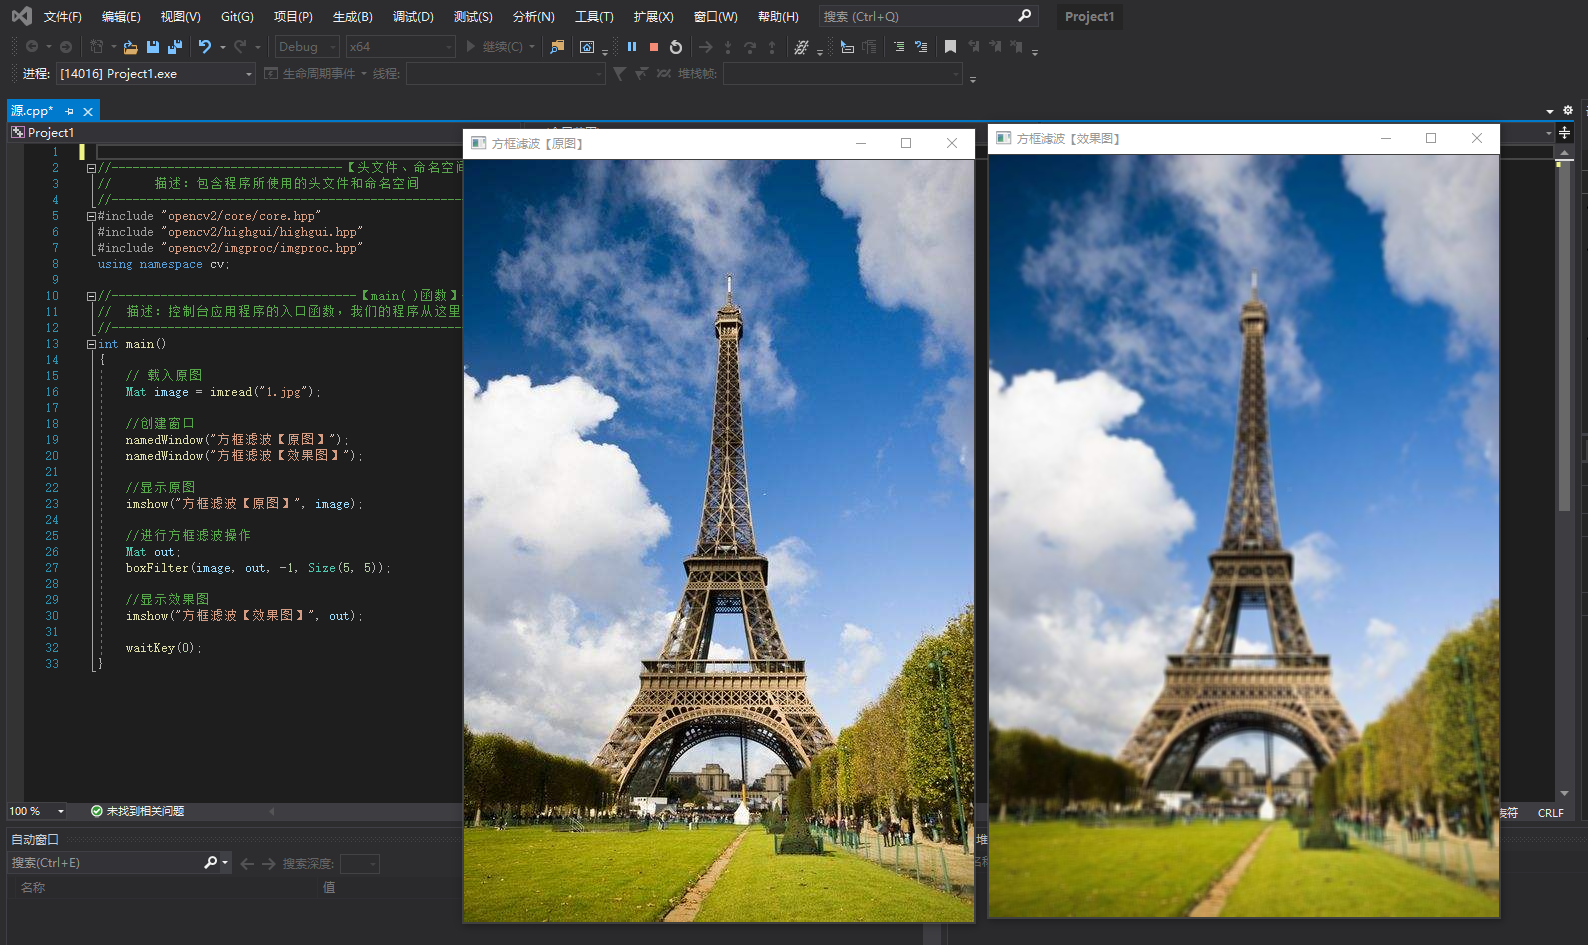 文件(F) 编辑(E) 视图(V) Git(G) 项目(P) 生成(B) 调试(D) 测试(S) 分析(N) 工具(T) 扩展(X) 窗口(W) 帮助(H) 搜索 (Ctrl+Q) Project1
Debug x64 继续(C)
进程: [14016] Project1.exe 生命周期事件 线程: 堆栈帧:
源.cpp*
Project1
方框滤波【原图】
方框滤波【效果图】
1
2 //---------------------------------【头文件、命名空间
3 //      描述：包含程序所使用的头文件和命名空间
4 //--------------------------------------------------
5 #include "opencv2/core/core.hpp"
6 #include "opencv2/highgui/highgui.hpp"
7 #include "opencv2/imgproc/imgproc.hpp"
8 using namespace cv;
9
10 //-----------------------------------【main( )函数】
11 //  描述：控制台应用程序的入口函数，我们的程序从这里
12 //--------------------------------------------------
13 int main()
14 {
15 // 载入原图
16 Mat image = imread("1.jpg");
17
18 //创建窗口
19 namedWindow("方框滤波【原图】");
20 namedWindow("方框滤波【效果图】");
21
22 //显示原图
23 imshow("方框滤波【原图】", image);
24
25 //进行方框滤波操作
26 Mat out;
27 boxFilter(image, out, -1, Size(5, 5));
28
29 //显示效果图
30 imshow("方框滤波【效果图】", out);
31
32 waitKey(0);
33 }
100 % 未找到相关问题 CRLF
自动窗口
搜索(Ctrl+E) 搜索深度:
名称 值